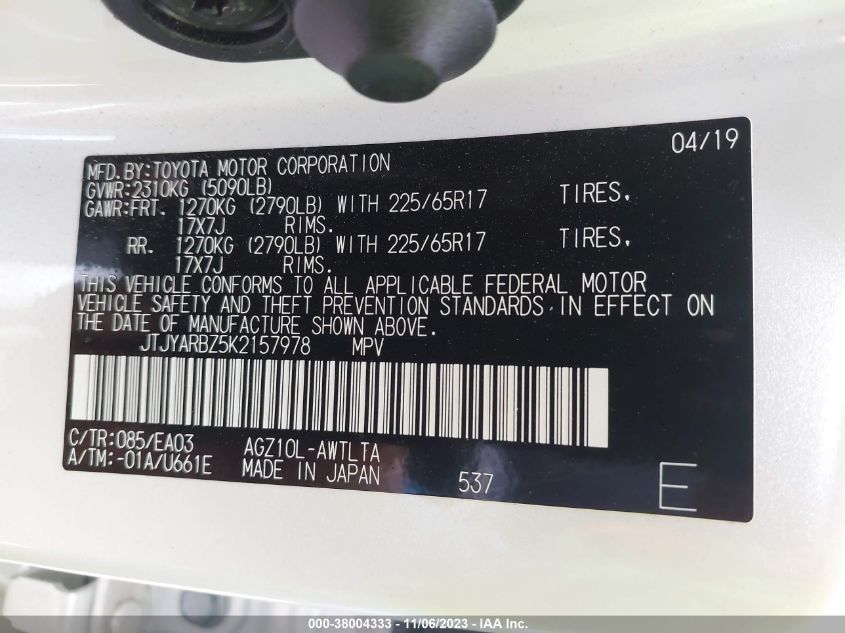 04/19
MFD.BY:TOYOTA MOTOR CORPORATION
GVWR:2310KG (5090LB)
GAWR:FRT. 1270KG (2790LB) WITH 225/65R17 TIRES,
17X7J RIMS.
RR. 1270KG (2790LB) WITH 225/65R17 TIRES,
17X7J RIMS.
THIS VEHICLE CONFORMS TO ALL APPLICABLE FEDERAL MOTOR
VEHICLE SAFETY AND THEFT PREVENTION STANDARDS IN EFFECT ON
THE DATE OF MANUFACTURE SHOWN ABOVE.
JTJYARBZ5K2157978 MPV
C/TR:085/EA03 AGZ10L-AWTLTA
A/TM:-01A/U661E MADE IN JAPAN 537 E
000-38004333 - 11/06/2023 - IAA Inc.